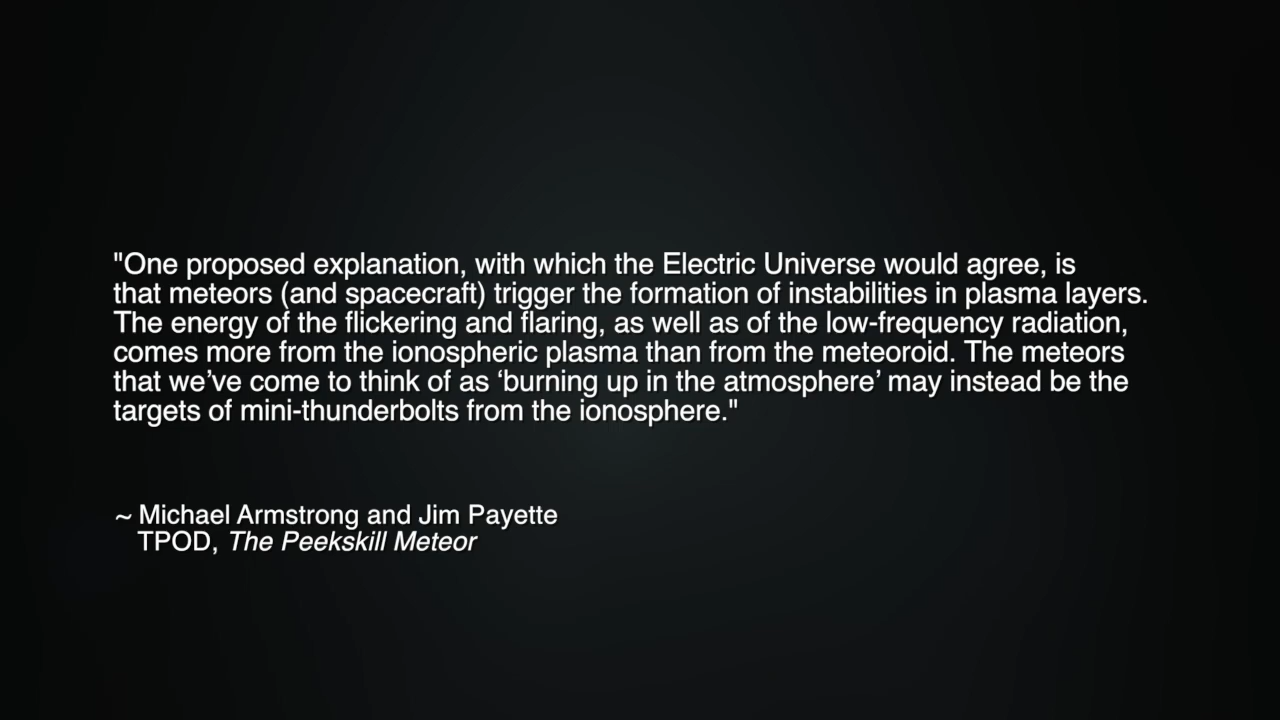 "One proposed explanation, with which the Electric Universe would agree, is
that meteors (and spacecraft) trigger the formation of instabilities in plasma layers.
The energy of the flickering and flaring, as well as of the low-frequency radiation,
comes more from the ionospheric plasma than from the meteoroid. The meteors
that we’ve come to think of as ‘burning up in the atmosphere’ may instead be the
targets of mini-thunderbolts from the ionosphere."
~ Michael Armstrong and Jim Payette
TPOD, The Peekskill Meteor